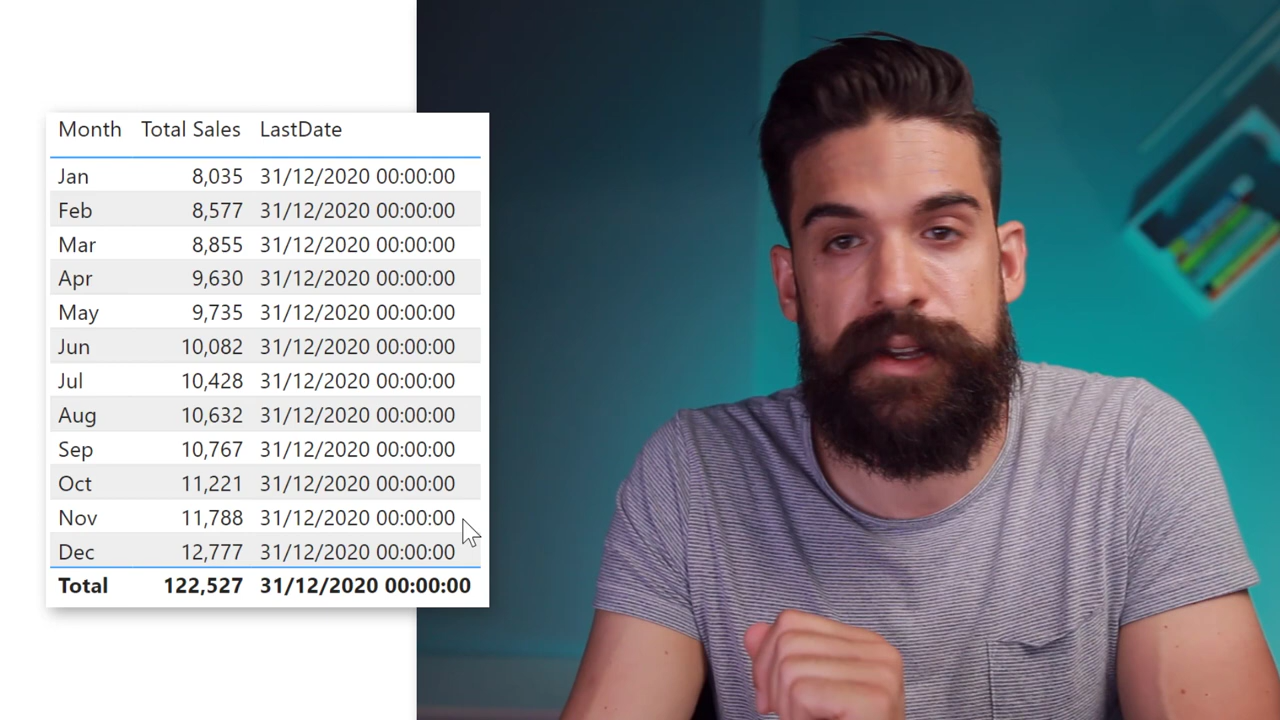 Month Total Sales LastDate
Jan 8,035 31/12/2020 00:00:00
Feb 8,577 31/12/2020 00:00:00
Mar 8,855 31/12/2020 00:00:00
Apr 9,630 31/12/2020 00:00:00
May 9,735 31/12/2020 00:00:00
Jun 10,082 31/12/2020 00:00:00
Jul 10,428 31/12/2020 00:00:00
Aug 10,632 31/12/2020 00:00:00
Sep 10,767 31/12/2020 00:00:00
Oct 11,221 31/12/2020 00:00:00
Nov 11,788 31/12/2020 00:00:00
Dec 12,777 31/12/2020 00:00:00
Total 122,527 31/12/2020 00:00:00